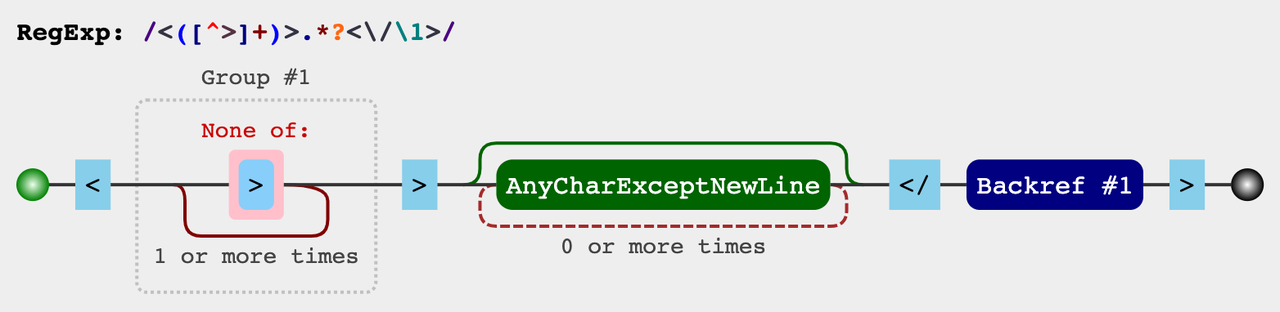 RegExp: /<([^>]+)>.*?<\/\1>/
Group #1
None of:
< > > AnyCharExceptNewLine </ Backref #1 >
1 or more times 0 or more times